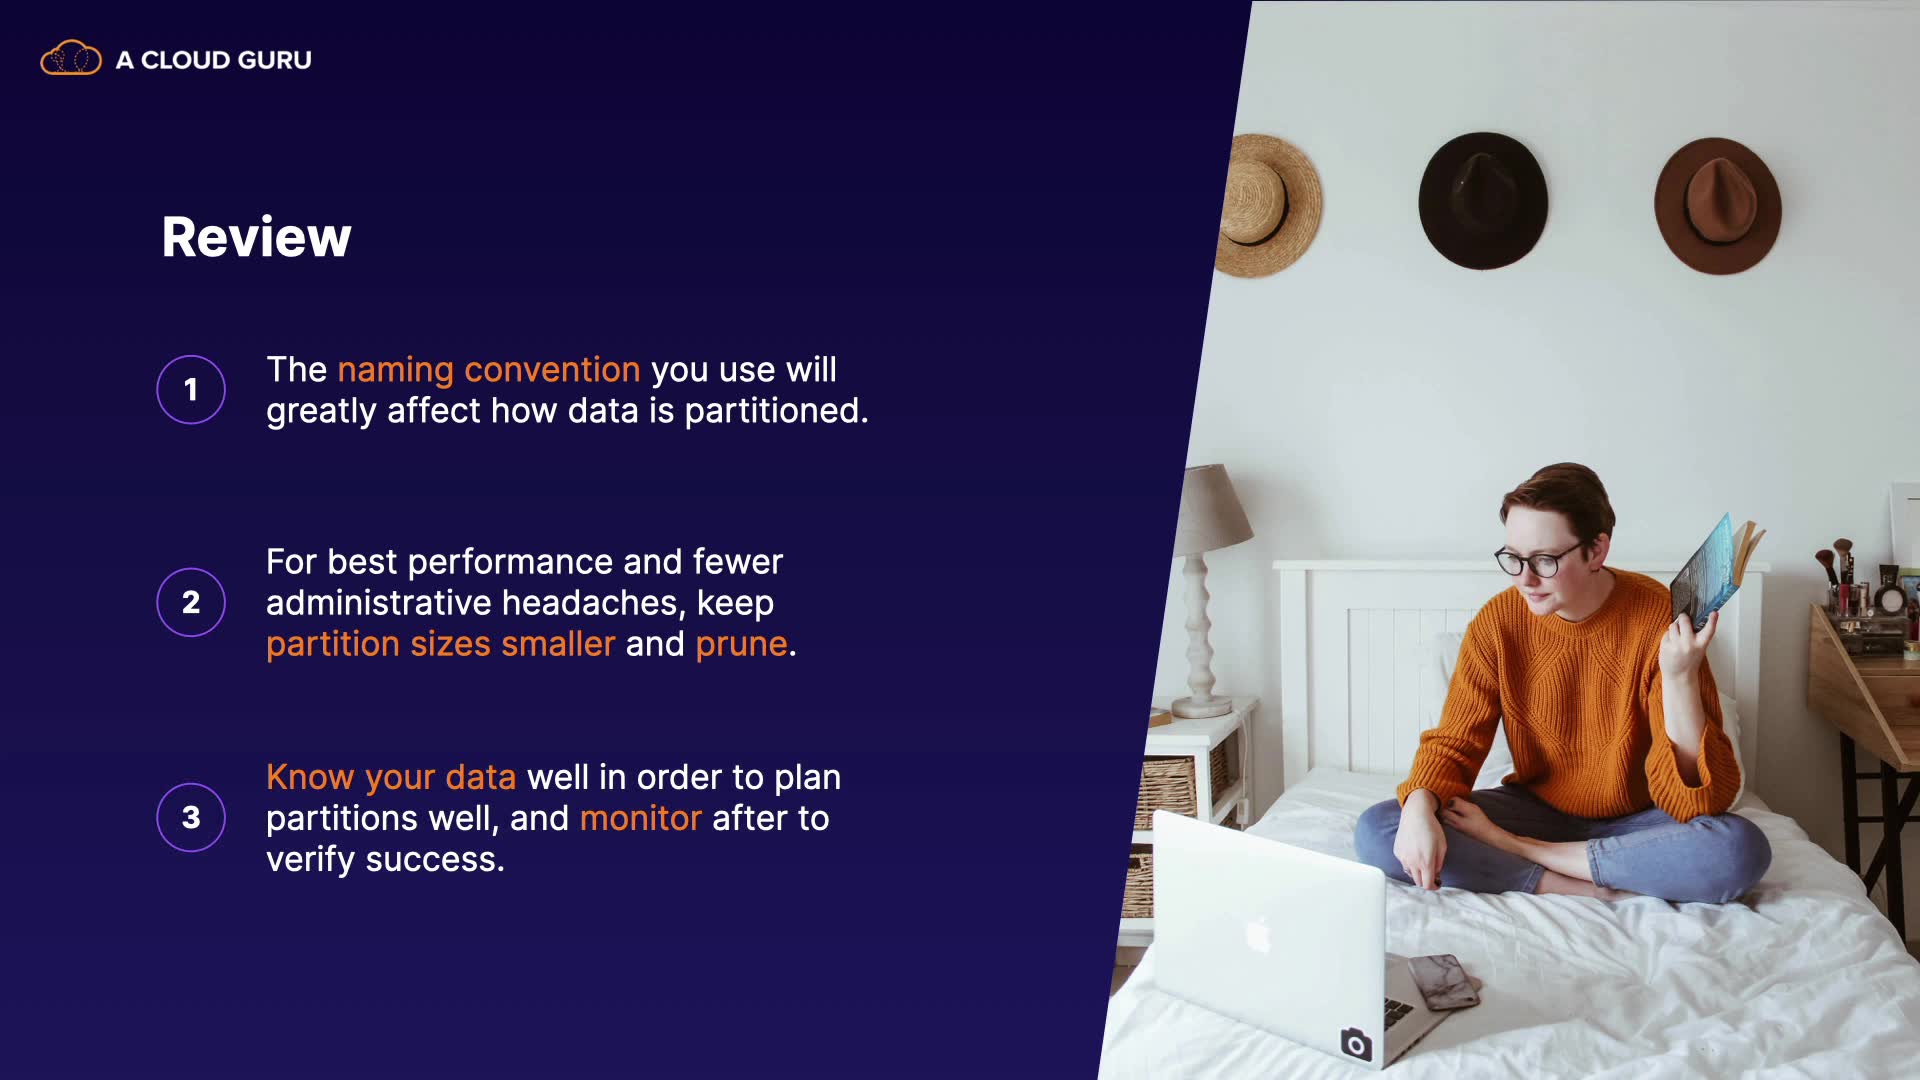 A CLOUD GURU
Review
1
The naming convention you use will
greatly affect how data is partitioned.
2
For best performance and fewer
administrative headaches, keep
partition sizes smaller and prune.
3
Know your data well in order to plan
partitions well, and monitor after to
verify success.